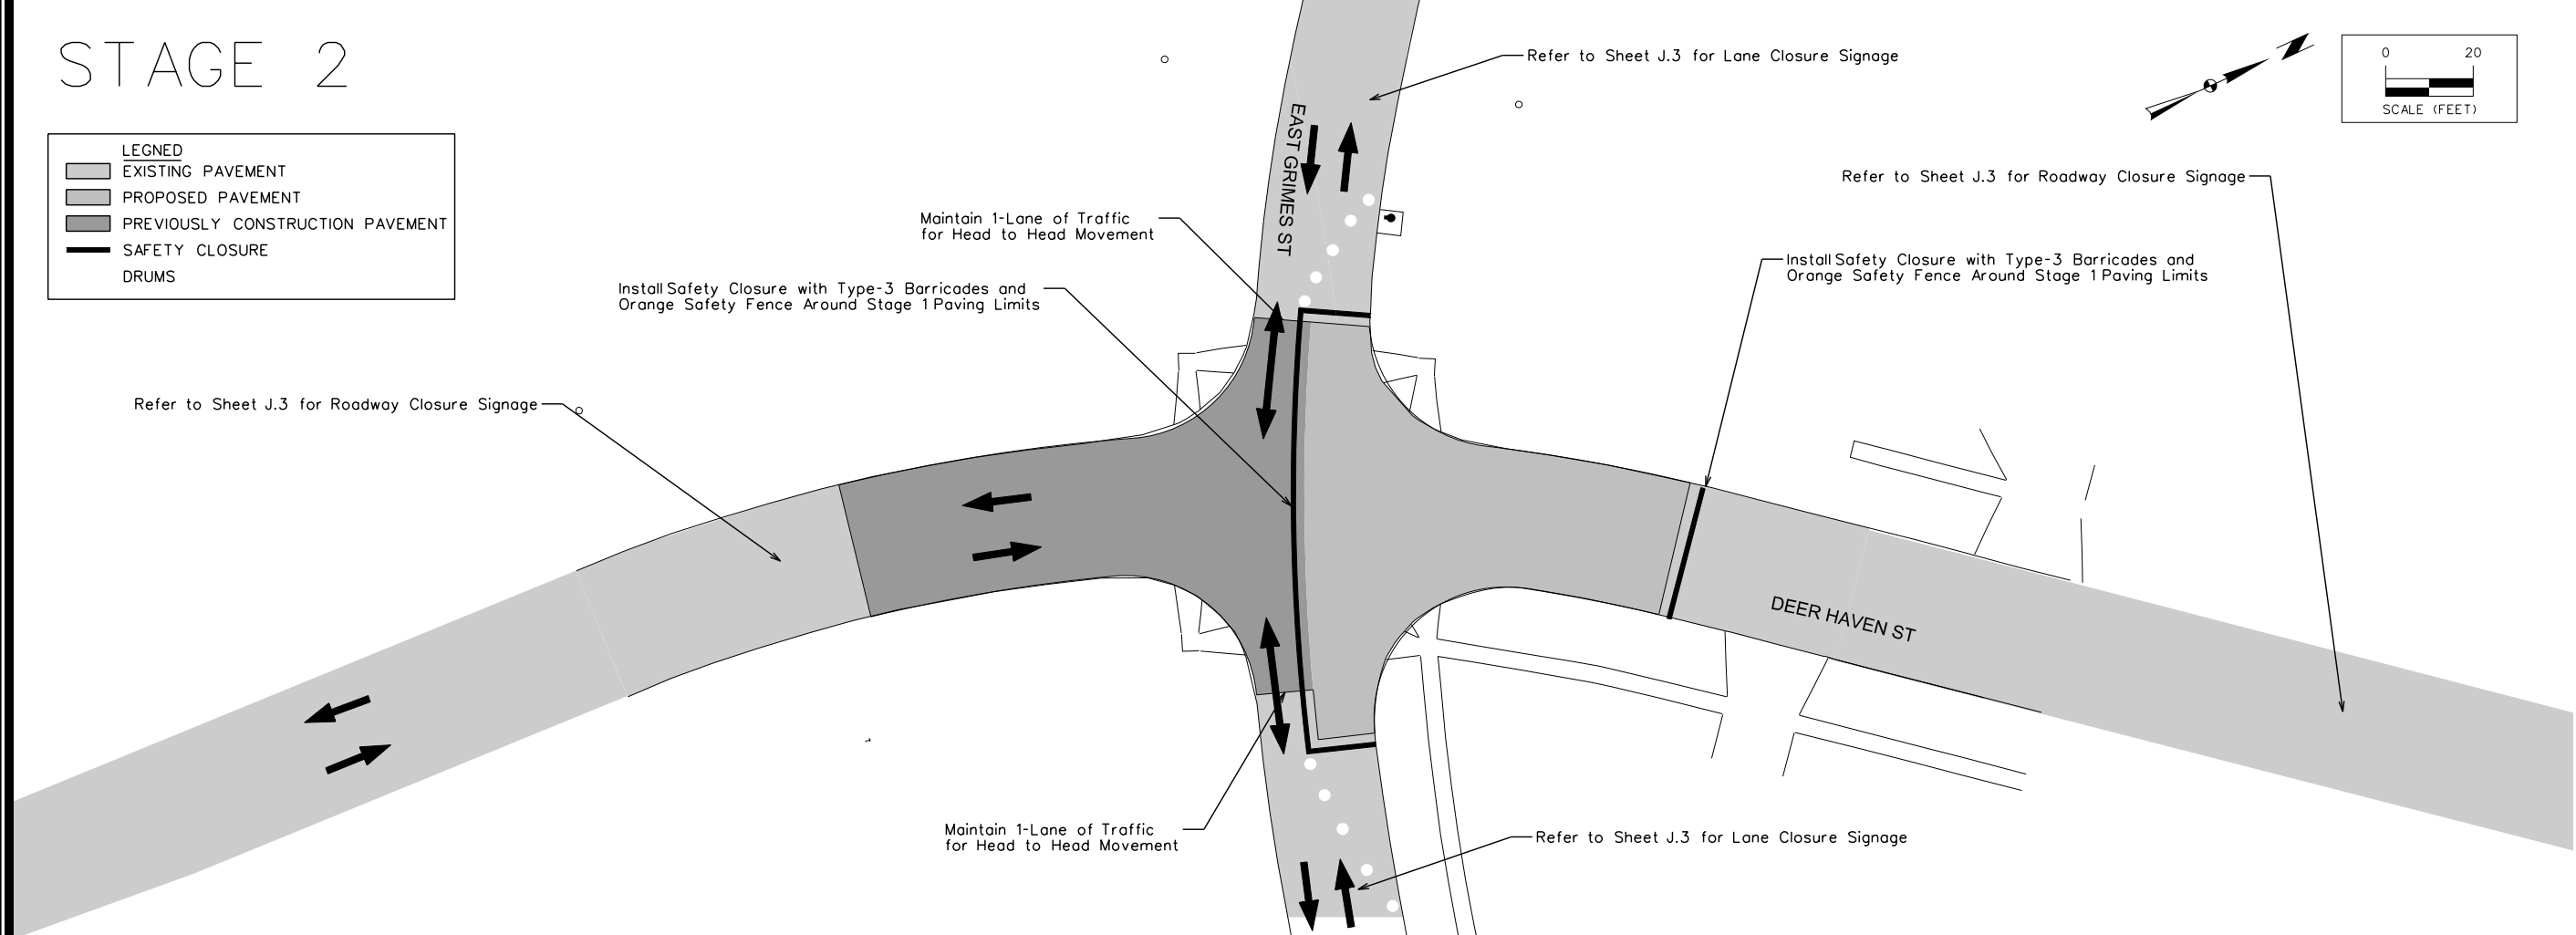 STAGE 2
LEGNED
EXISTING PAVEMENT
PROPOSED PAVEMENT
PREVIOUSLY CONSTRUCTION PAVEMENT
SAFETY CLOSURE
DRUMS
Refer to Sheet J.3 for Lane Closure Signage
N
0 20
SCALE (FEET)
EAST GRIMES ST
Refer to Sheet J.3 for Roadway Closure Signage
Maintain 1-Lane of Traffic
for Head to Head Movement
Install Safety Closure with Type-3 Barricades and
Orange Safety Fence Around Stage 1 Paving Limits
Install Safety Closure with Type-3 Barricades and
Orange Safety Fence Around Stage 1 Paving Limits
Refer to Sheet J.3 for Roadway Closure Signage
DEER HAVEN ST
Maintain 1-Lane of Traffic
for Head to Head Movement
Refer to Sheet J.3 for Lane Closure Signage